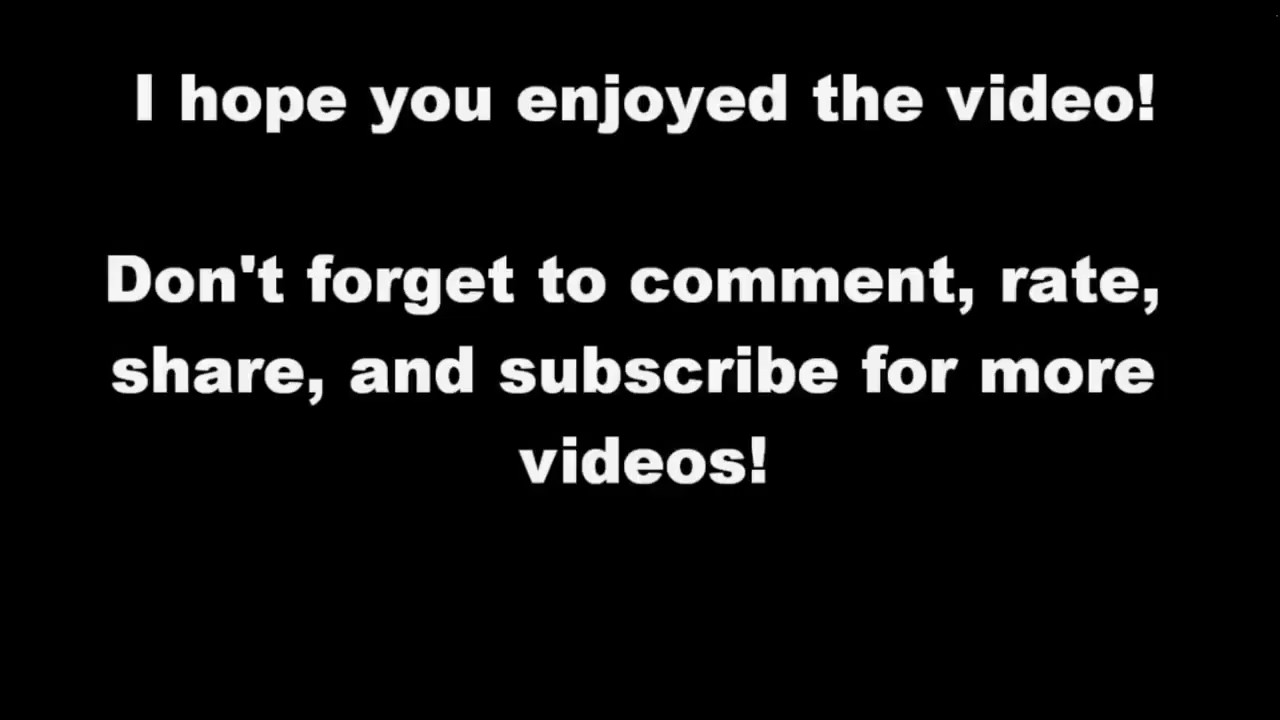 I hope you enjoyed the video!
Don't forget to comment, rate,
share, and subscribe for more
videos!